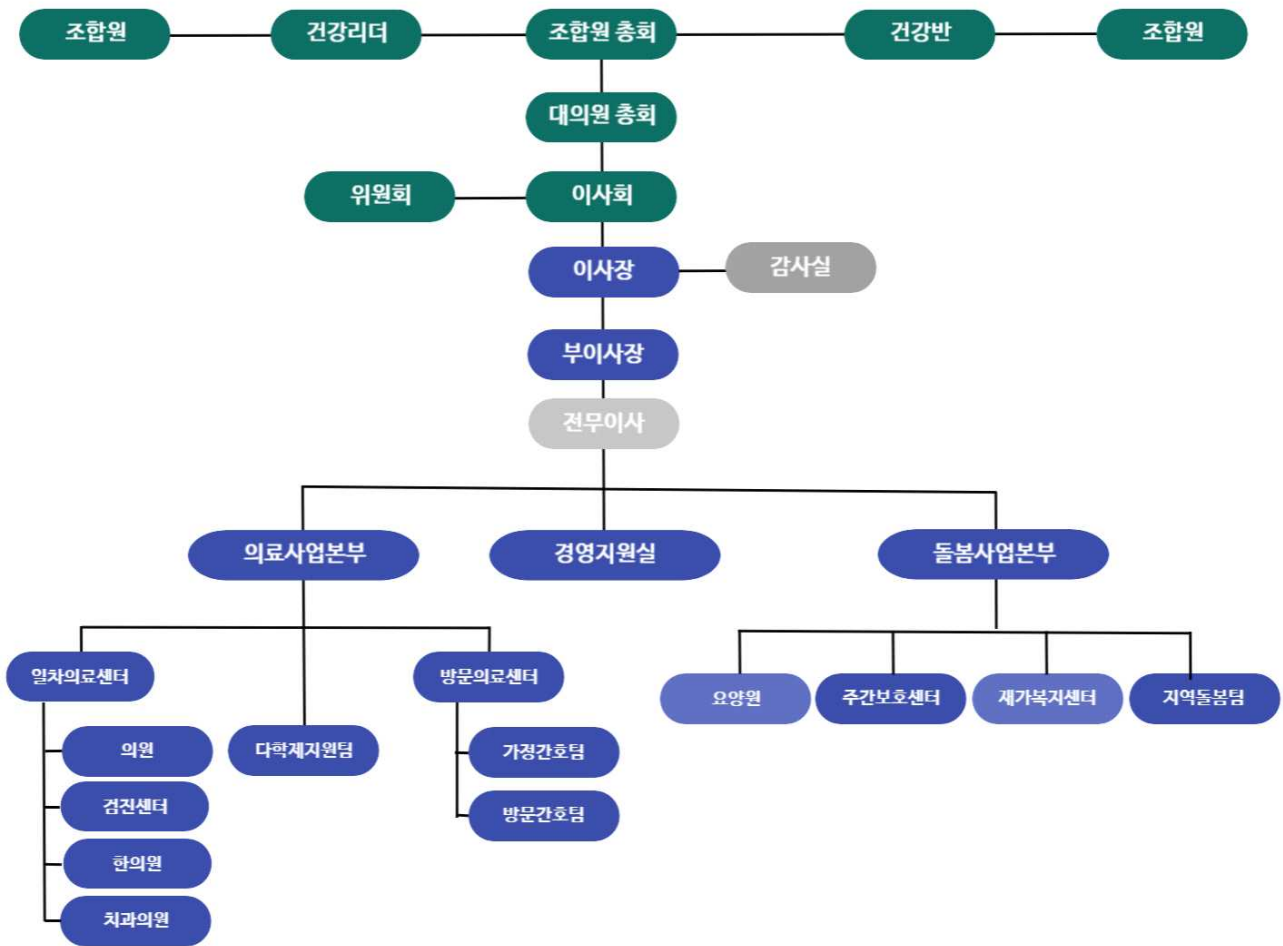 조합원
건강리더
조합원 총회
건강반
조합원
대의원 총회
위원회
이사회
이사장
감사실
부이사장
전무이사
의료사업본부
경영지원실
돌봄사업본부
일차의료센터
방문의료센터
요양원
주간보호센터
재가복지센터
지역돌봄팀
의원
다학제지원팀
가정간호팀
검진센터
방문간호팀
한의원
치과의원